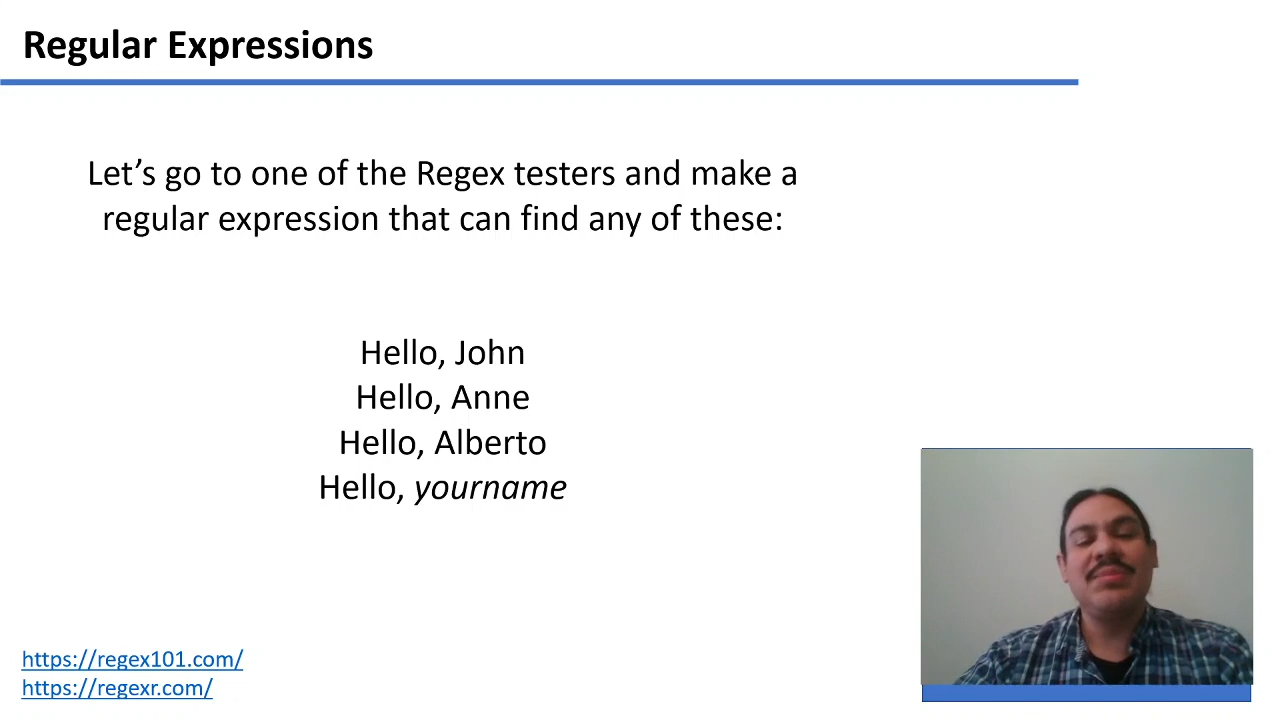 Regular Expressions
Let’s go to one of the Regex testers and make a
regular expression that can find any of these:
Hello, John
Hello, Anne
Hello, Alberto
Hello, yourname
https://regex101.com/
https://regexr.com/